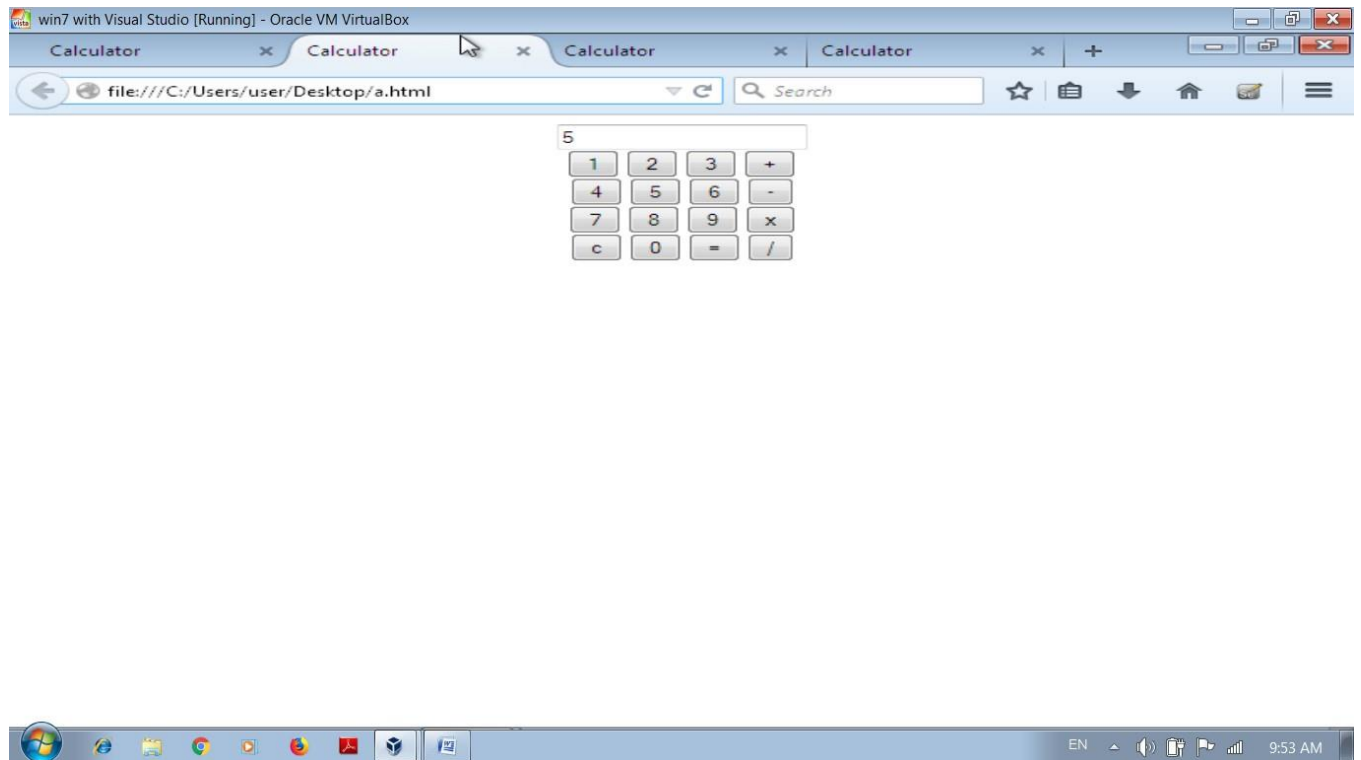 win7 with Visual Studio [Running] - Oracle VM VirtualBox
Calculator Calculator Calculator Calculator
file:///C:/Users/user/Desktop/a.html Search
5
1 2 3 +
4 5 6 -
7 8 9 x
c 0 = /
EN 9:53 AM